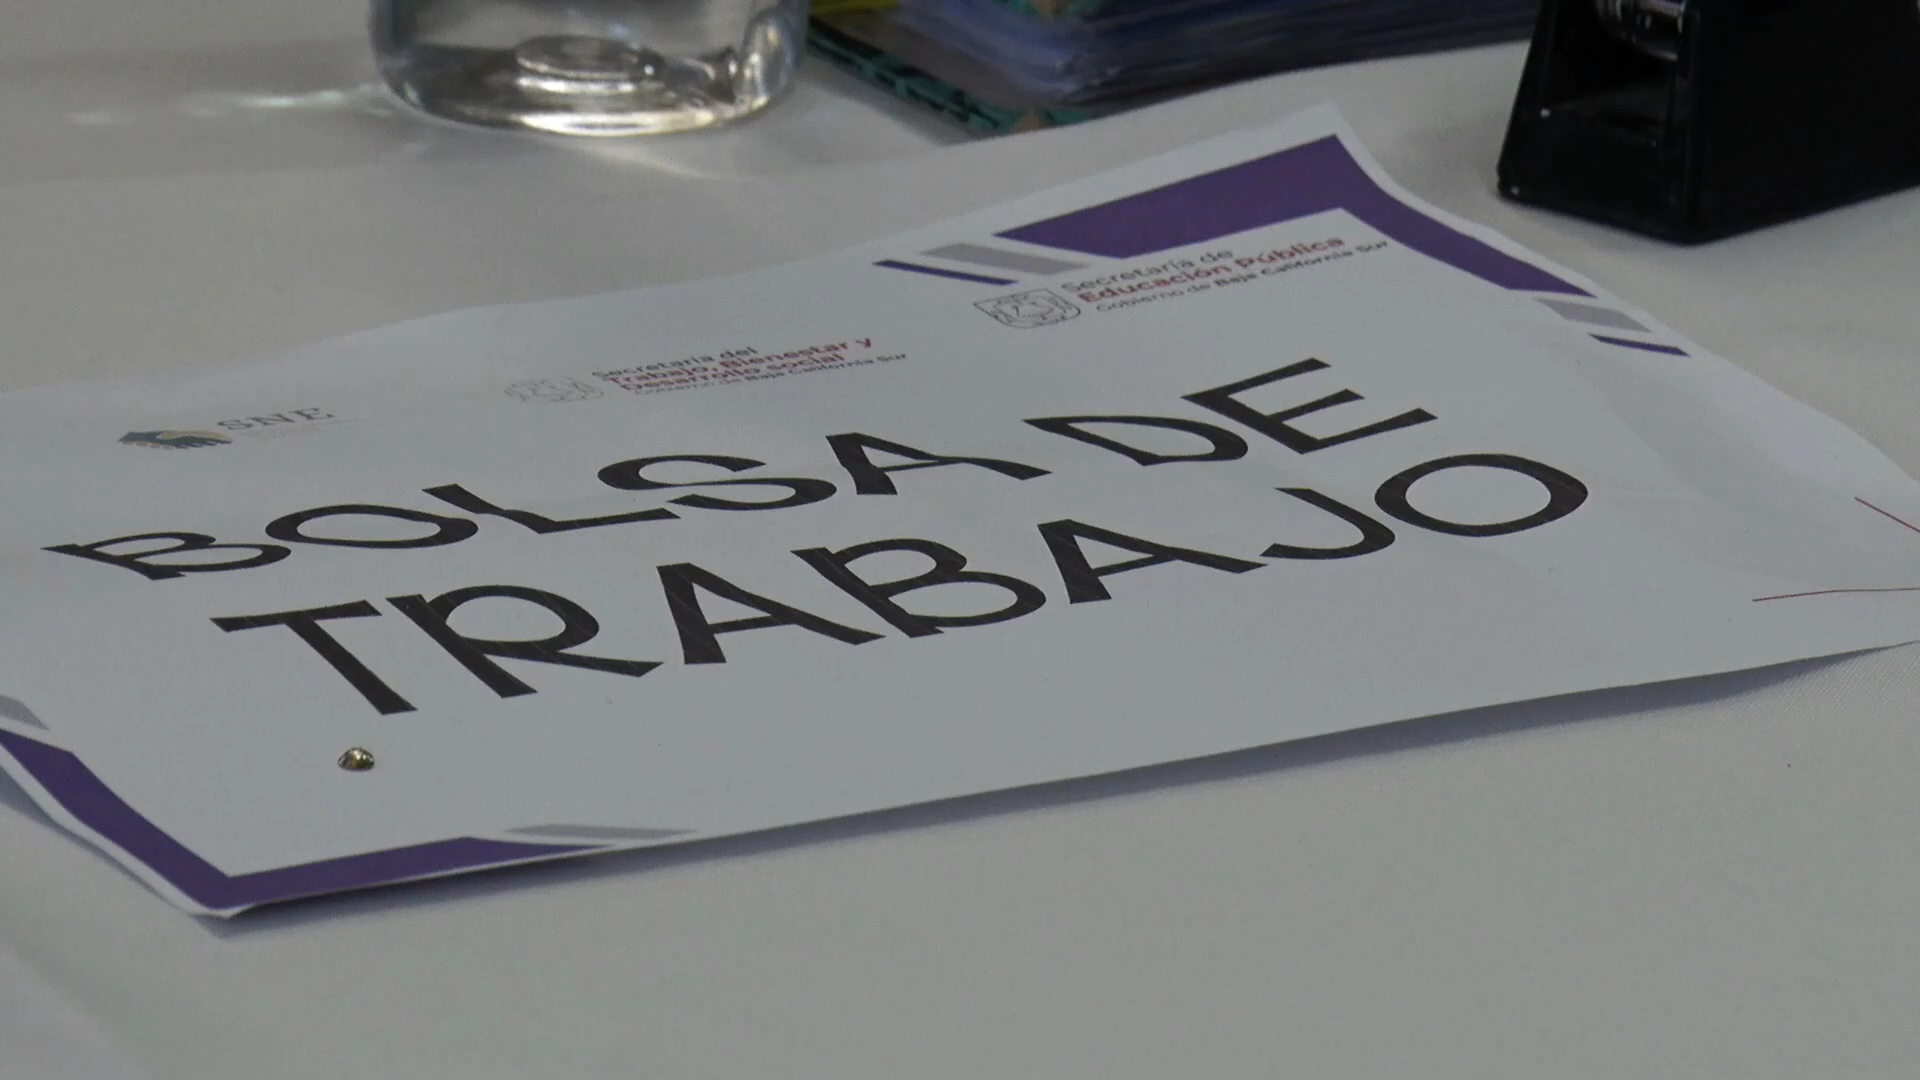 SNE
Secretaría del
Trabajo, Bienestar y
Desarrollo social
Gobierno de Baja California Sur
Secretaría de
Educación Pública
Gobierno de Baja California Sur
BOLSA DE
TRABAJO